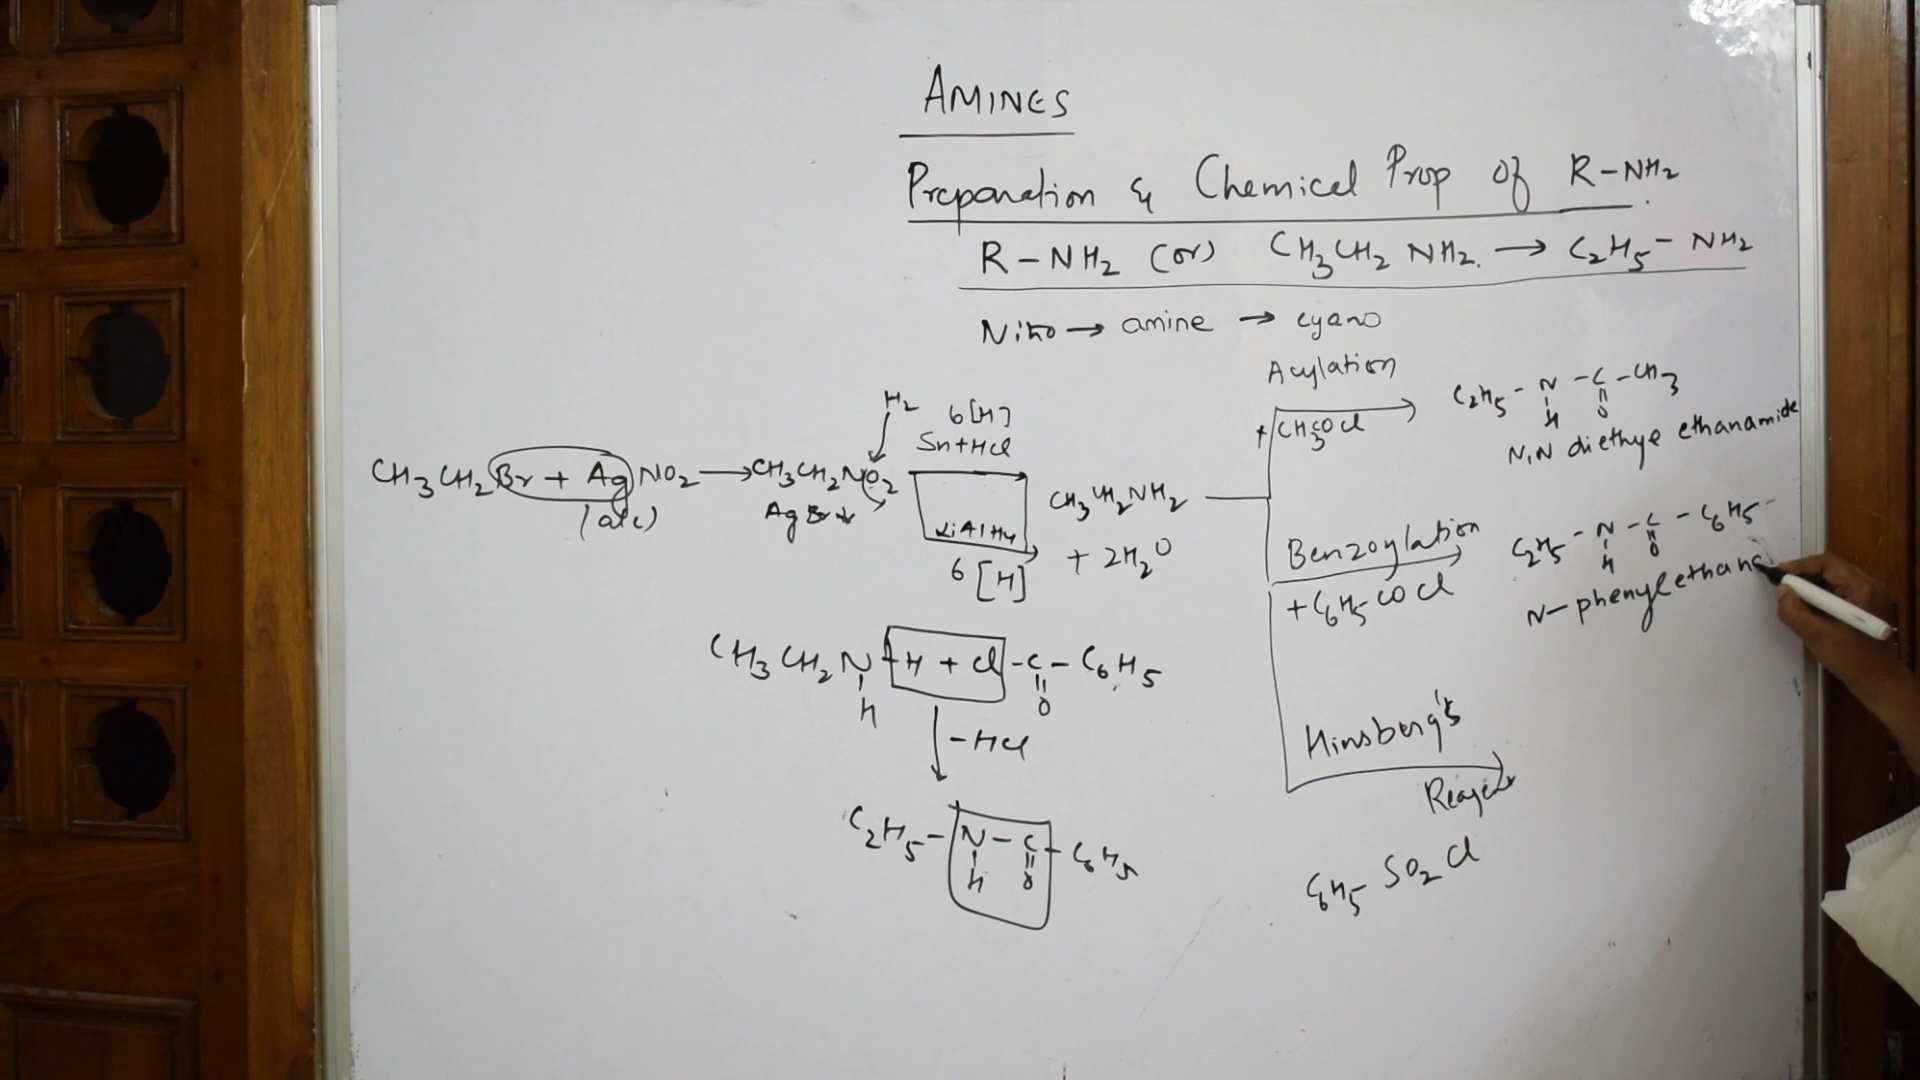 AMINES
Preparation & Chemical Prop of R-NH2.
R-NH2 (or) CH3CH2NH2. → C2H5-NH2
Nitro → amine → cyano
Acylation
+CH3COCl
C2H5-N-C-CH3
H O
N,N diethye ethanamide
H2
6[H]
Sn+HCl
CH3CH2Br + AgNO2 → CH3CH2NO2
(alc)
AgBr↓
LiAlH4
6[H]
CH3CH2NH2
+ 2H2O
Benzoylation
+C6H5COCl
C2H5-N-C-C6H5-
H O
N-phenylethana
CH3CH2N-H + Cl-C-C6H5
H O
-HCl
C2H5-N-C-C6H5
H O
Hinsberg's
Reagent
C6H5SO2Cl